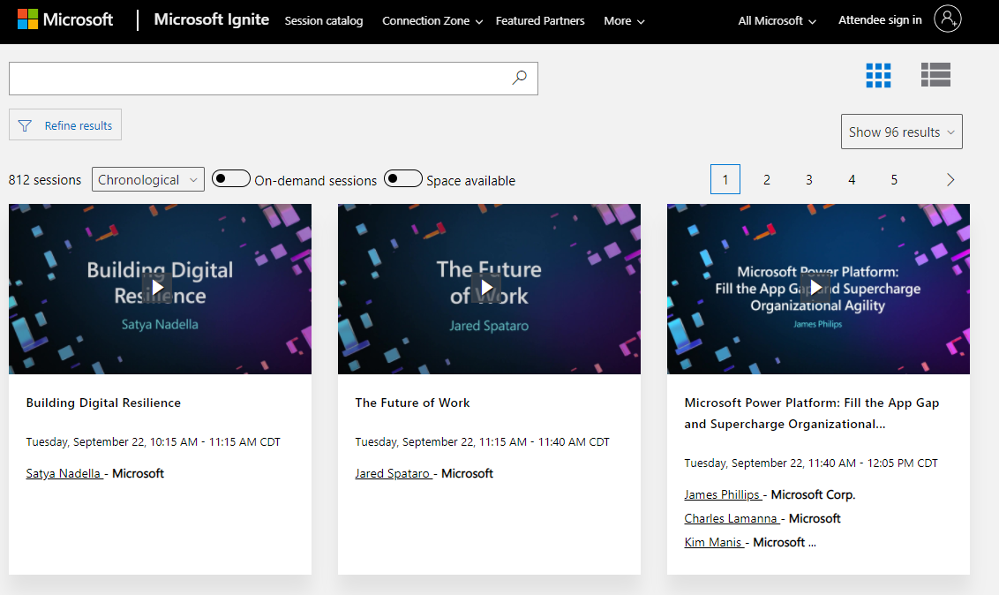 Microsoft | Microsoft Ignite Session catalog Connection Zone Featured Partners More All Microsoft Attendee sign in
Refine results
Show 96 results
812 sessions Chronological On-demand sessions Space available 1 2 3 4 5
Building Digital
Resilience
Satya Nadella
The Future
of Work
Jared Spataro
Microsoft Power Platform:
Fill the App Gap and Supercharge
Organizational Agility
James Philips
Building Digital Resilience
Tuesday, September 22, 10:15 AM - 11:15 AM CDT
Satya Nadella - Microsoft
The Future of Work
Tuesday, September 22, 11:15 AM - 11:40 AM CDT
Jared Spataro - Microsoft
Microsoft Power Platform: Fill the App Gap
and Supercharge Organizational...
Tuesday, September 22, 11:40 AM - 12:05 PM CDT
James Phillips - Microsoft Corp.
Charles Lamanna - Microsoft
Kim Manis - Microsoft ...